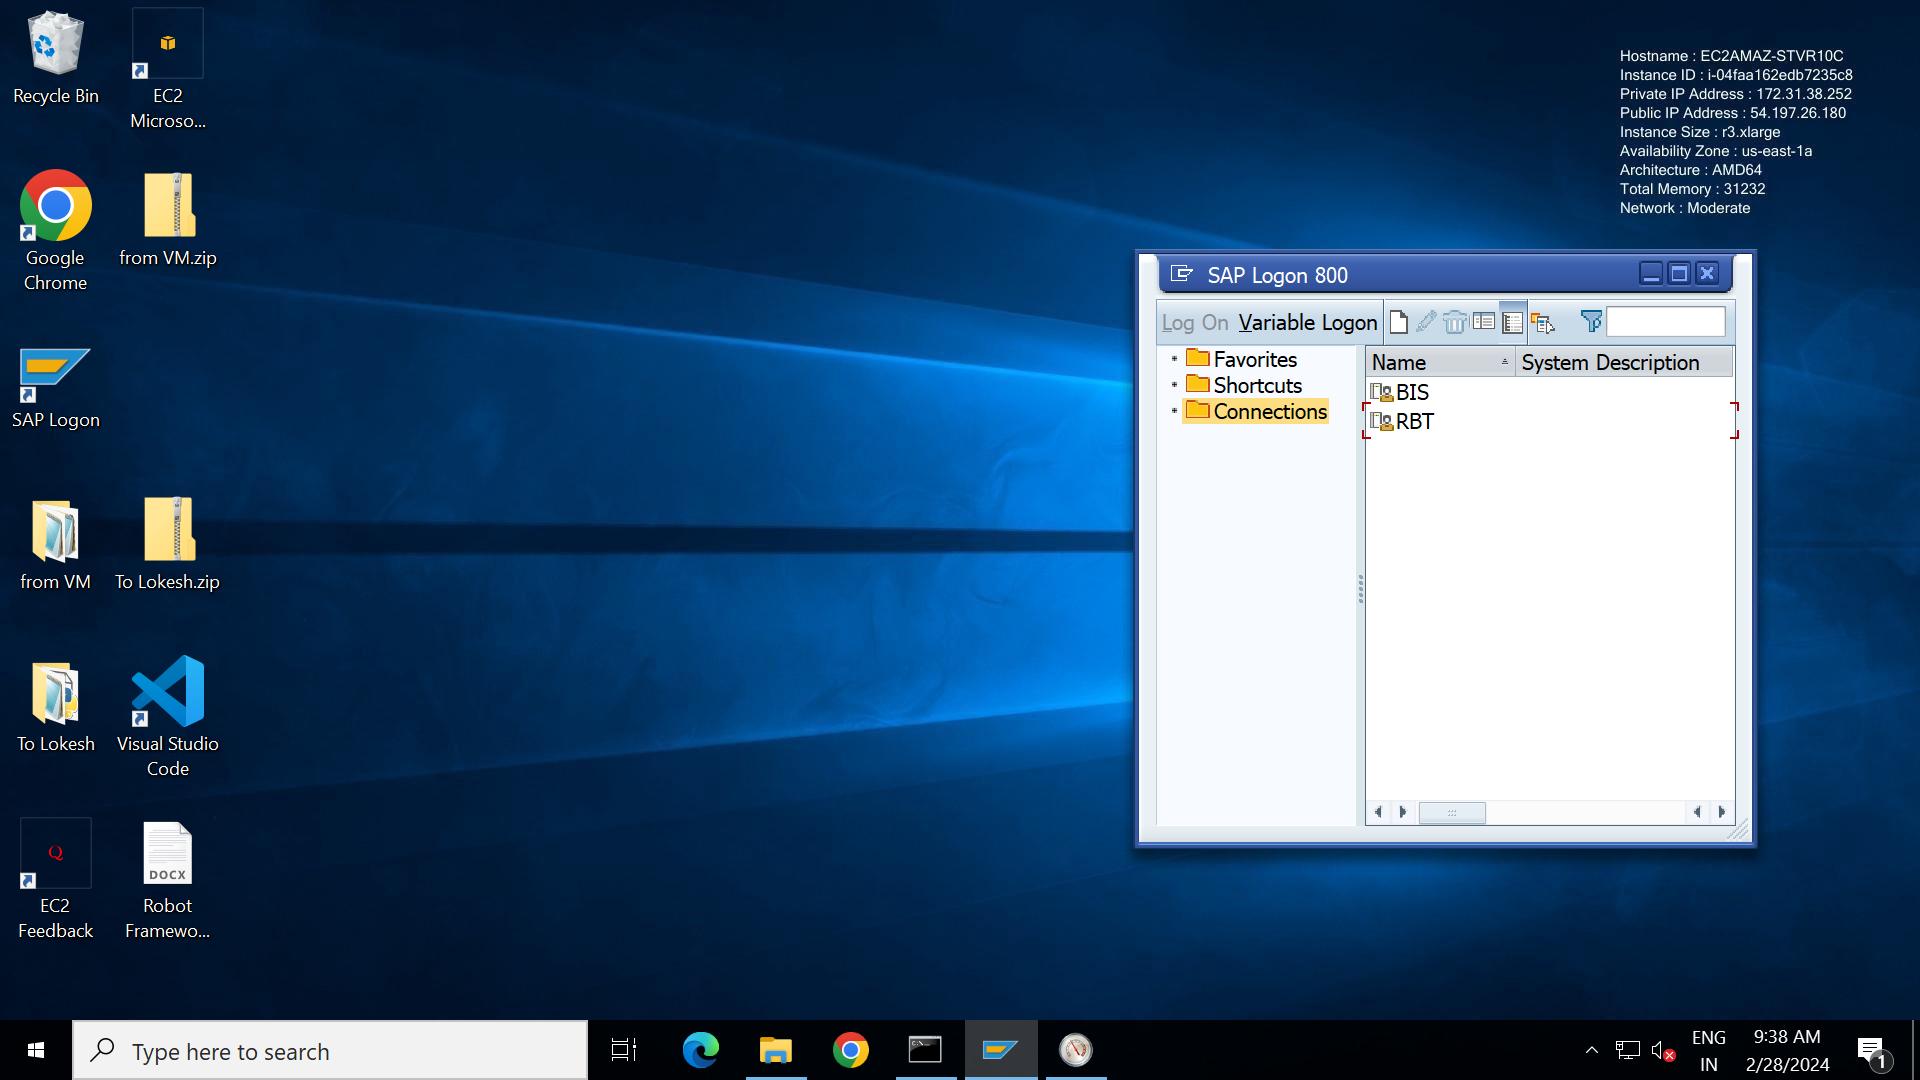 Recycle Bin
EC2
Microso...
Google
Chrome
from VM.zip
SAP Logon
from VM
To Lokesh.zip
To Lokesh
Visual Studio
Code
EC2
Feedback
Q
DOCX
Robot
Framewo...
Hostname : EC2AMAZ-STVR10C
Instance ID : i-04faa162edb7235c8
Private IP Address : 172.31.38.252
Public IP Address : 54.197.26.180
Instance Size : r3.xlarge
Availability Zone : us-east-1a
Architecture : AMD64
Total Memory : 31232
Network : Moderate
SAP Logon 800
Log On Variable Logon
Favorites
Shortcuts
Connections
Name System Description
BIS
RBT
Type here to search
ENG
IN
9:38 AM
2/28/2024
1